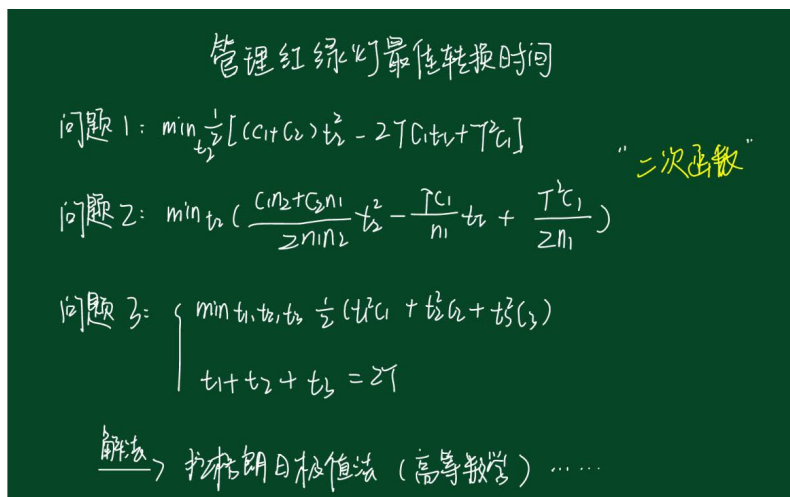 管理红绿灯最佳转换时间
问题1: min t₂ ½[(c₁+c₂)t₂² - 2Tc₁t₂+T²c₁]
"二次函数"
问题2: min t₂ ( (c₁n₂+c₂n₁)/(2n₁n₂) t₂² - (Tc₁)/(n₁) t₂ + (T²c₁)/(2n₁) )
问题3: { min t₁,t₂,t₃ ½(t₁²c₁ + t₂²c₂ + t₃²c₃)
t₁+t₂+t₃=2T
解法→ 拉格朗日极值法（高等数学）……